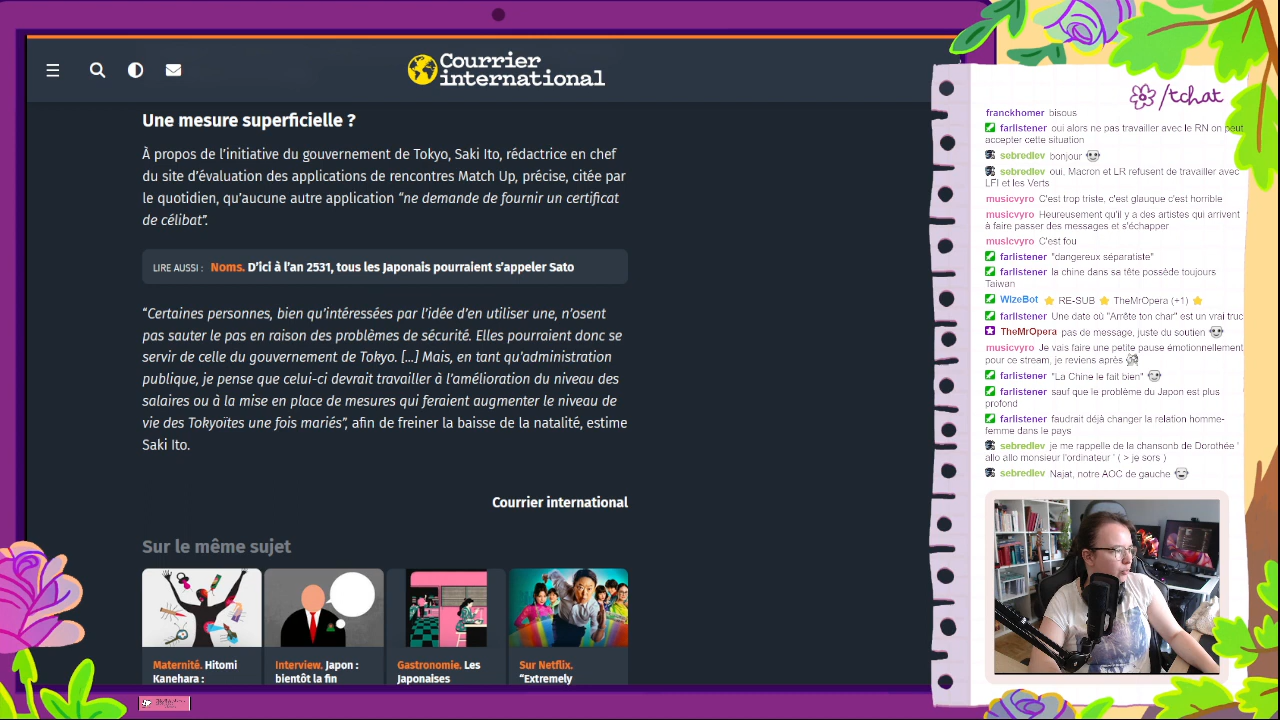 Courrier
international
Une mesure superficielle ?
À propos de l'initiative du gouvernement de Tokyo, Saki Ito, rédactrice en chef
du site d'évaluation des applications de rencontres Match Up, précise, citée par
le quotidien, qu'aucune autre application “ne demande de fournir un certificat
de célibat”.
LIRE AUSSI : Noms. D'ici à l'an 2531, tous les Japonais pourraient s'appeler Sato
“Certaines personnes, bien qu'intéressées par l'idée d'en utiliser une, n'osent
pas sauter le pas en raison des problèmes de sécurité. Elles pourraient donc se
servir de celle du gouvernement de Tokyo. [...] Mais, en tant qu'administration
publique, je pense que celui-ci devrait travailler à l'amélioration du niveau des
salaires ou à la mise en place de mesures qui feraient augmenter le niveau de
vie des Tokyoïtes une fois mariés”, afin de freiner la baisse de la natalité, estime
Saki Ito.
Courrier international
Sur le même sujet
Maternité. Hitomi
Kanehara :
Interview. Japon :
bientôt la fin
Gastronomie. Les
Japonaises
Sur Netflix.
“Extremely
/tchat
franckhomer bisous
farlistener oui alors ne pas travailler avec le RN on peut
accepter cette situation
sebredlev bonjour
sebredlev oui, Macron et LR refusent de travailler avec
LFI et les Verts
musicvyro C'est trop triste. c'est glauque c'est horrible
musicvyro Heureusement qu'il y a des artistes qui arrivent
à faire passer des messages et s'échapper
musicvyro C'est fou
farlistener "dangereux séparatiste"
farlistener la chine dans sa tête possède toujours
Taiwan
WizeBot RE-SUB TheMrOpera (+1)
farlistener Une date où "Arrête ton char" est un vrai truc
TheMrOpera pas de message, juste du soutien
musicvyro Je vais faire une petite pause émotionnellement
pour ce stream, je reviens après
farlistener "La Chine le fait bien"
farlistener sauf que le problème du Japon est plus
profond
farlistener faudrait déjà changer la relation homme-
femme dans le pays
sebredlev je me rappelle de la chansonb de Dorothée '
allo allo monsieur l'ordinateur ' ( > je sors )
sebredlev Najat, notre AOC de gauche